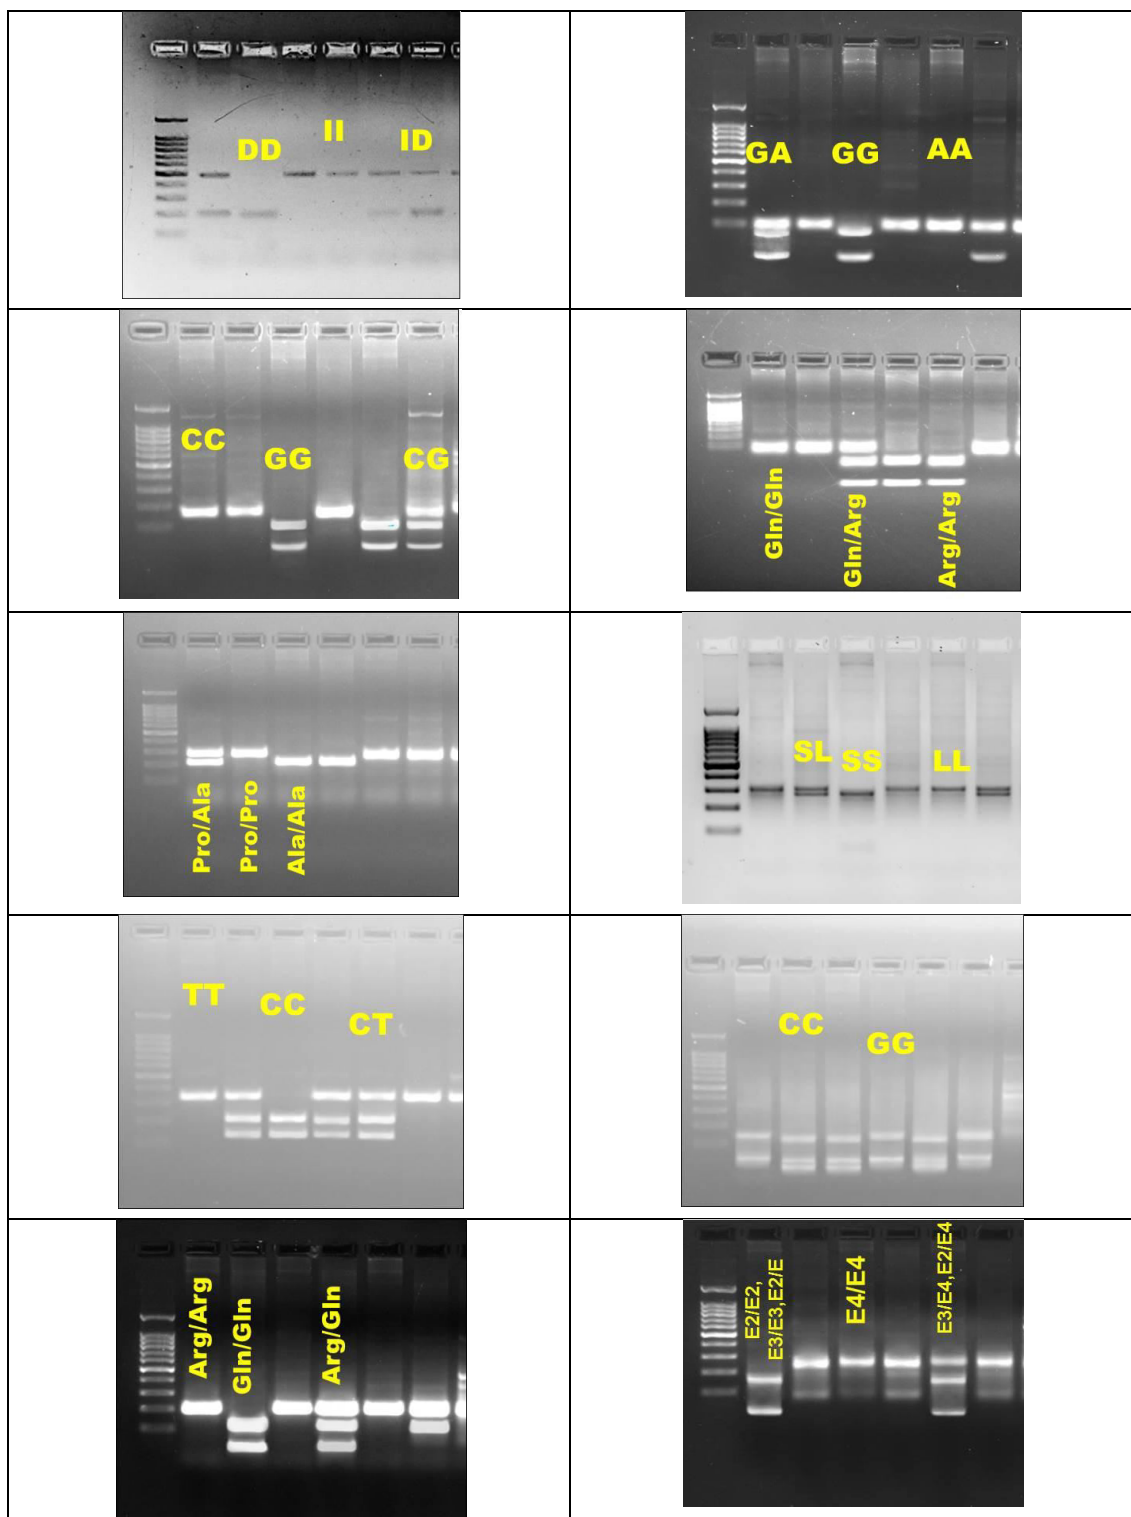 DD
II
ID
GA
GG
AA
CC
GG
CG
Gln/Gln
Gln/Arg
Arg/Arg
Pro/Ala
Pro/Pro
Ala/Ala
SL
SS
LL
TT
CC
CT
CC
GG
Arg/Arg
Gln/Gln
Arg/Gln
E2/E2,
E3/E3, E2/E
E4/E4
E3/E4, E2/E4